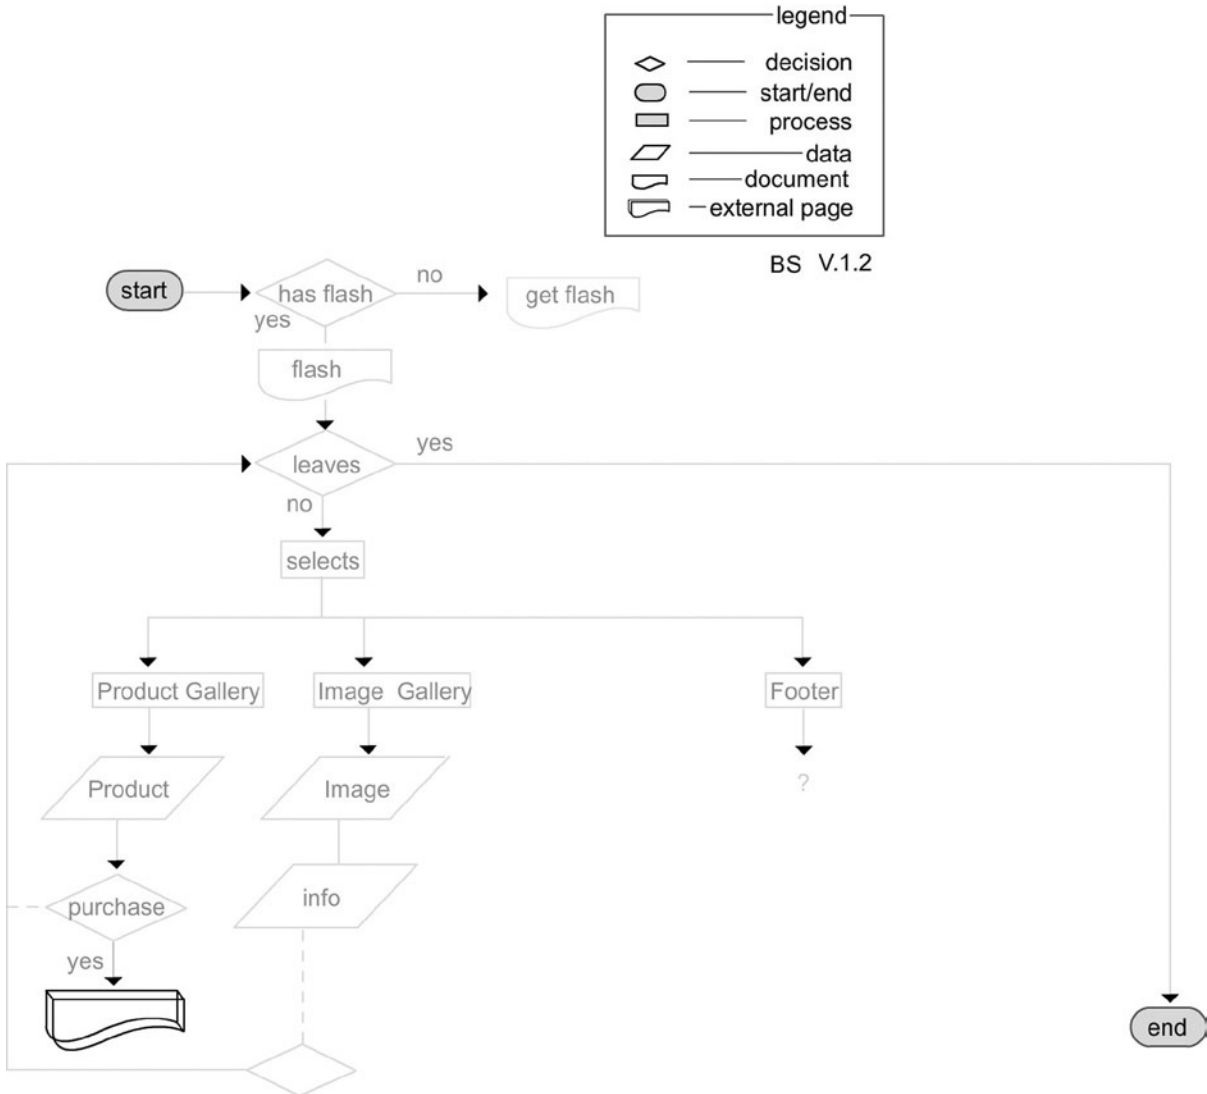 legend
decision
start/end
process
data
document
external page
BS V.1.2
start
has flash
no
get flash
yes
flash
leaves
yes
no
selects
Product Gallery
Image Gallery
Footer
Product
Image
?
purchase
info
yes
end